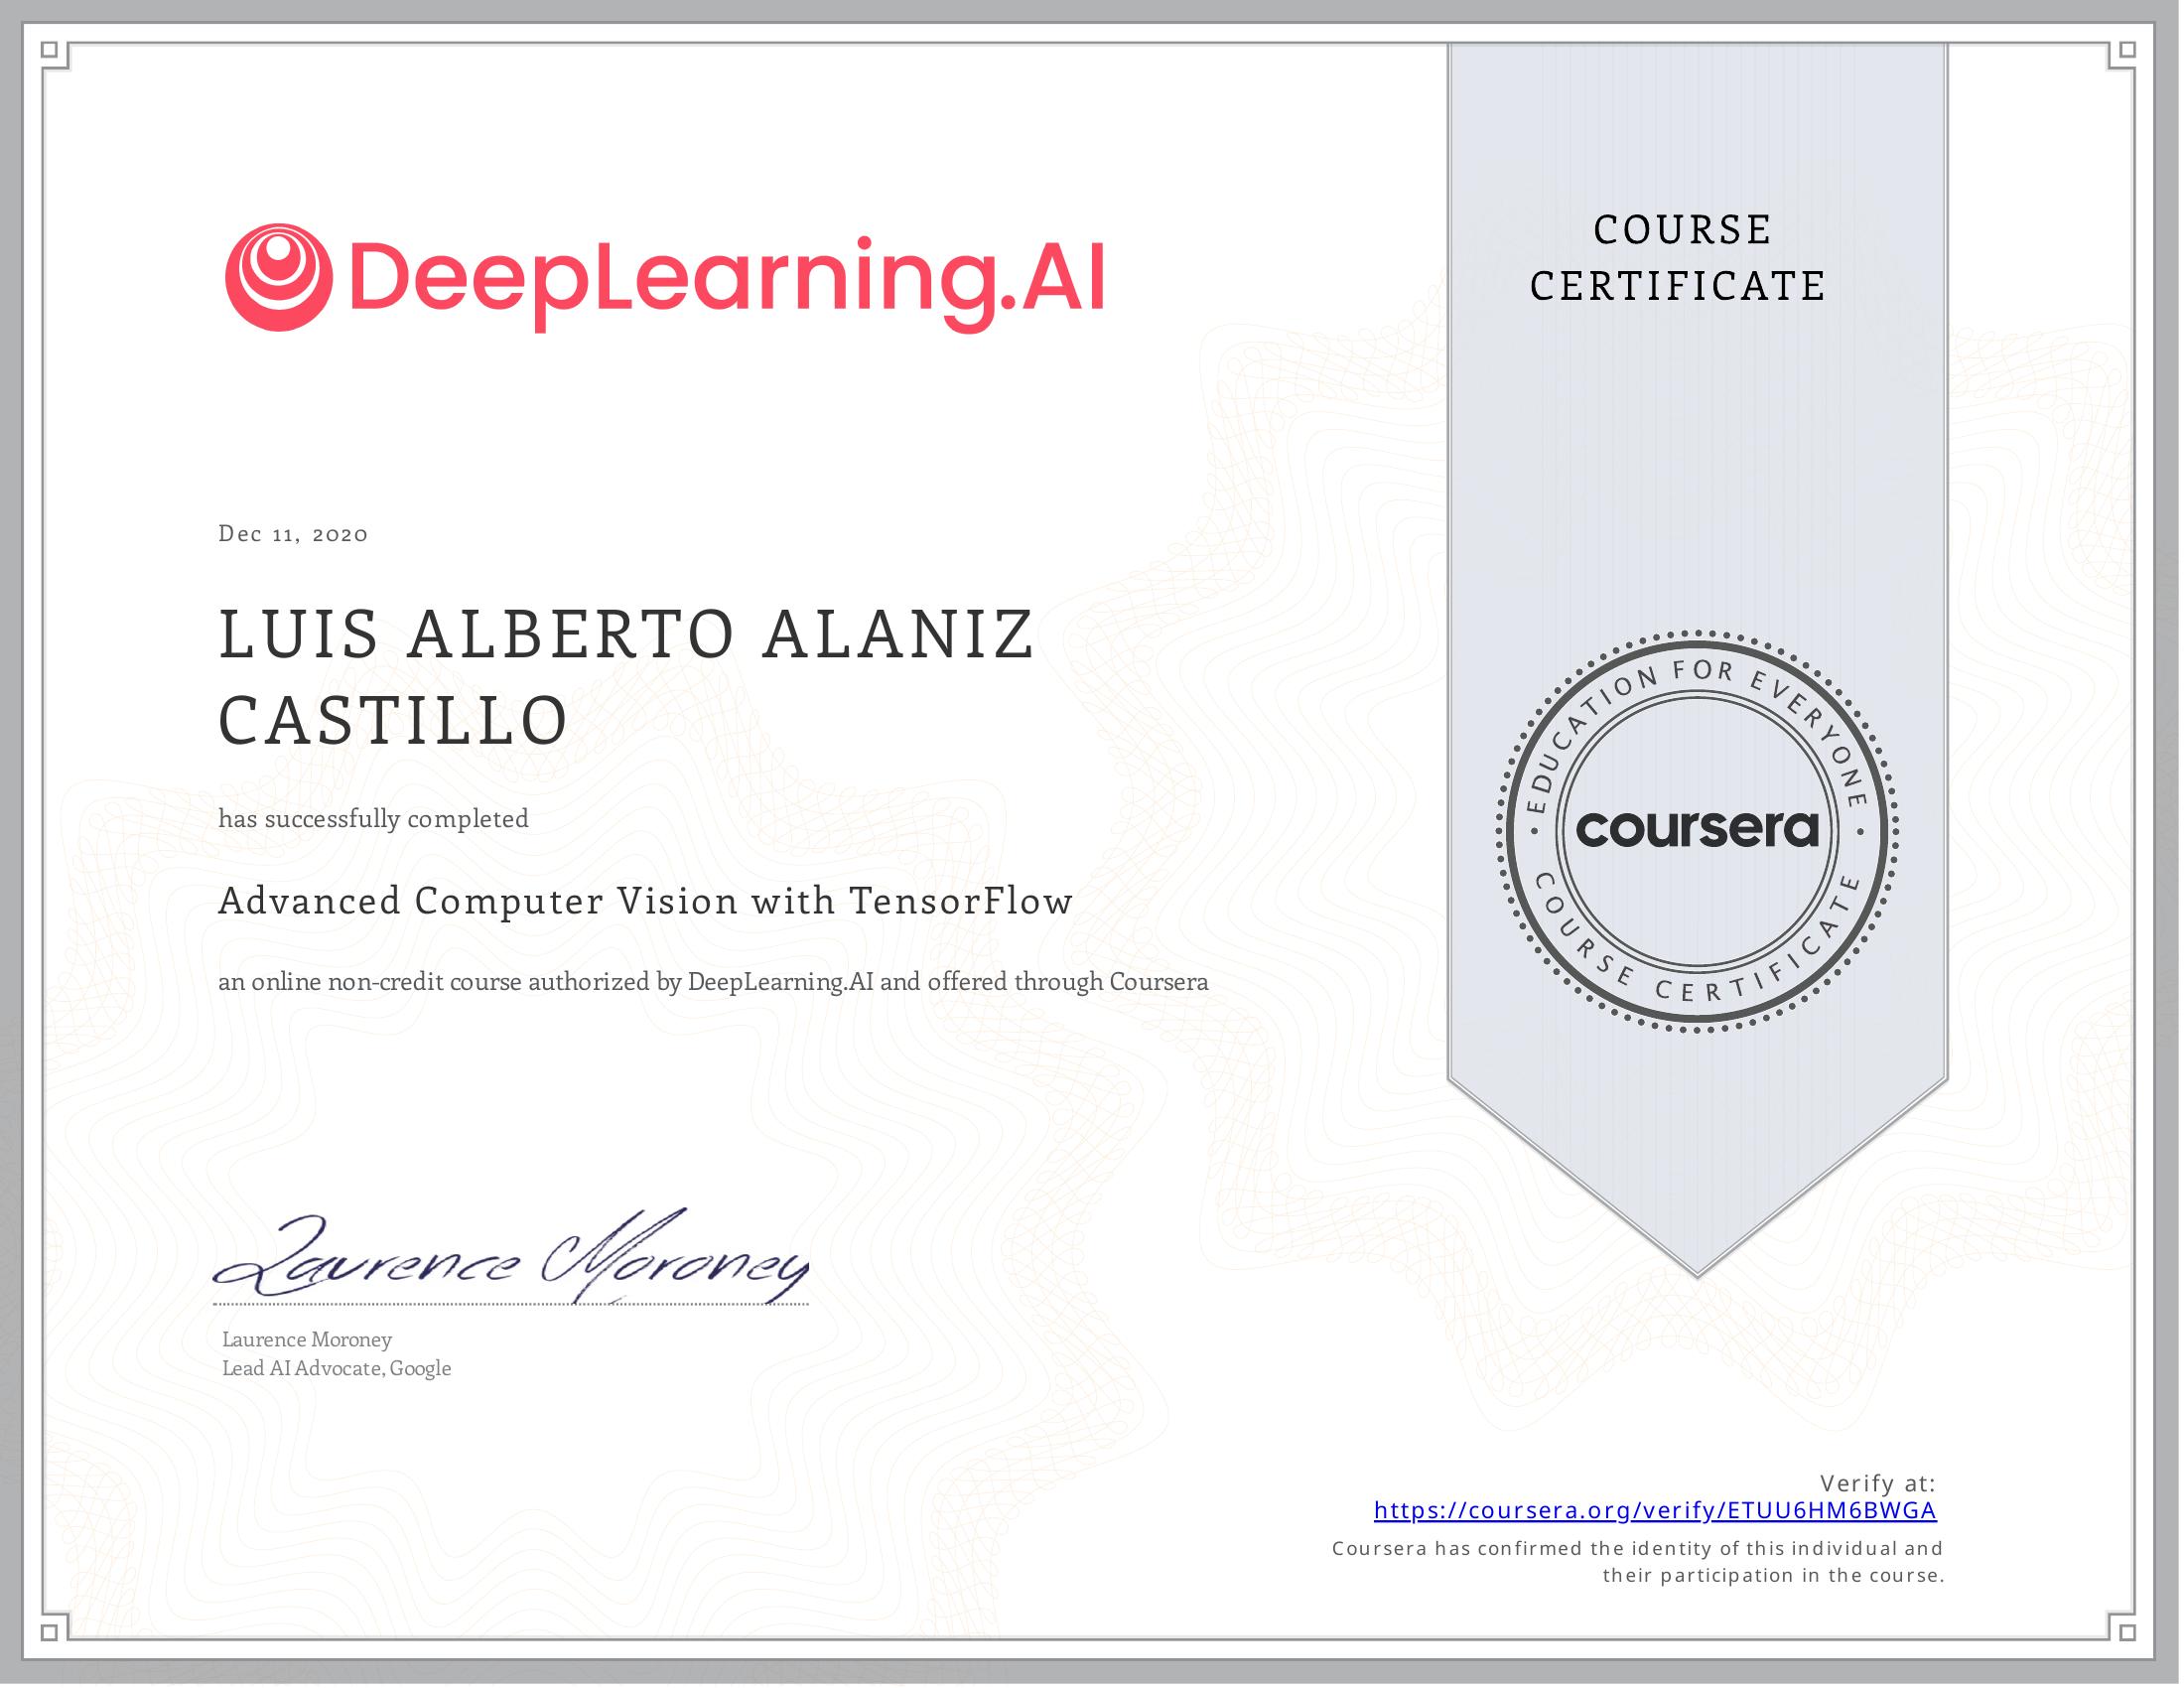 DeepLearning.AI
COURSE
CERTIFICATE
Dec 11, 2020
LUIS ALBERTO ALANIZ
CASTILLO
has successfully completed
Advanced Computer Vision with TensorFlow
an online non-credit course authorized by DeepLearning.AI and offered through Coursera
EDUCATION FOR EVERYONE
coursera
COURSE CERTIFICATE
Laurence Moroney
Laurence Moroney
Lead AI Advocate, Google
Verify at:
https://coursera.org/verify/ETUU6HM6BWGA
Coursera has confirmed the identity of this individual and
their participation in the course.